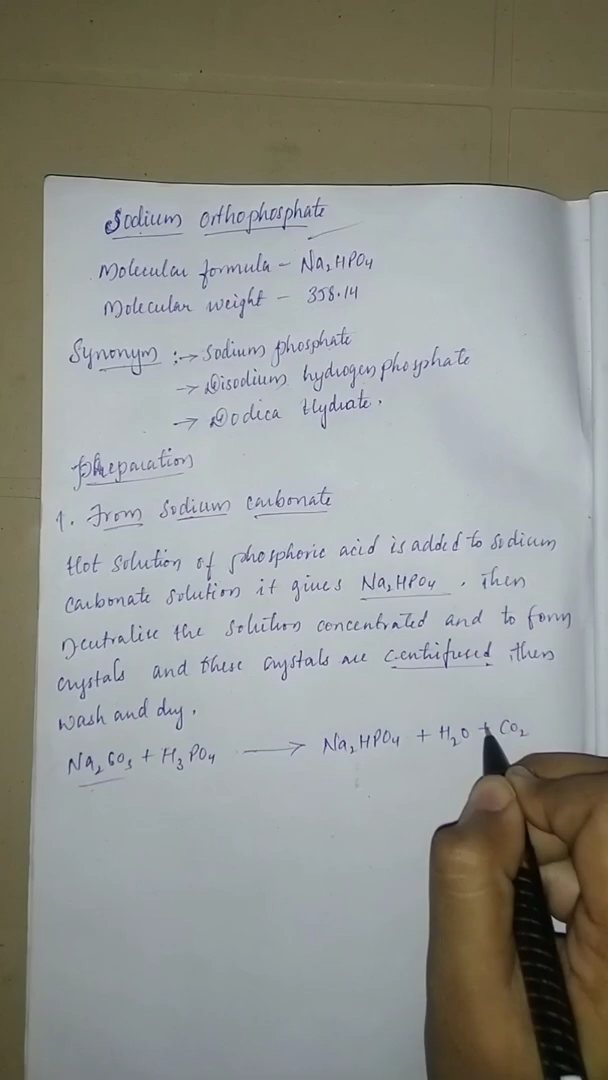 Sodium Orthophosphate
Molecular formula - Na₂HPO₄
Molecular weight - 358.14
Synonym :→ Sodium phosphate
→ Disodium hydrogen phosphate
→ Dodica Hydrate.
Preparation
1. From Sodium carbonate
Hot solution of phosphoric acid is added to sodium
carbonate solution it gives Na₂HPO₄. Then
Neutralise the solution concentrated and to form
crystals and these crystals are centrifused then
wash and dry.
Na₂CO₃ + H₃PO₄ → Na₂HPO₄ + H₂O + CO₂